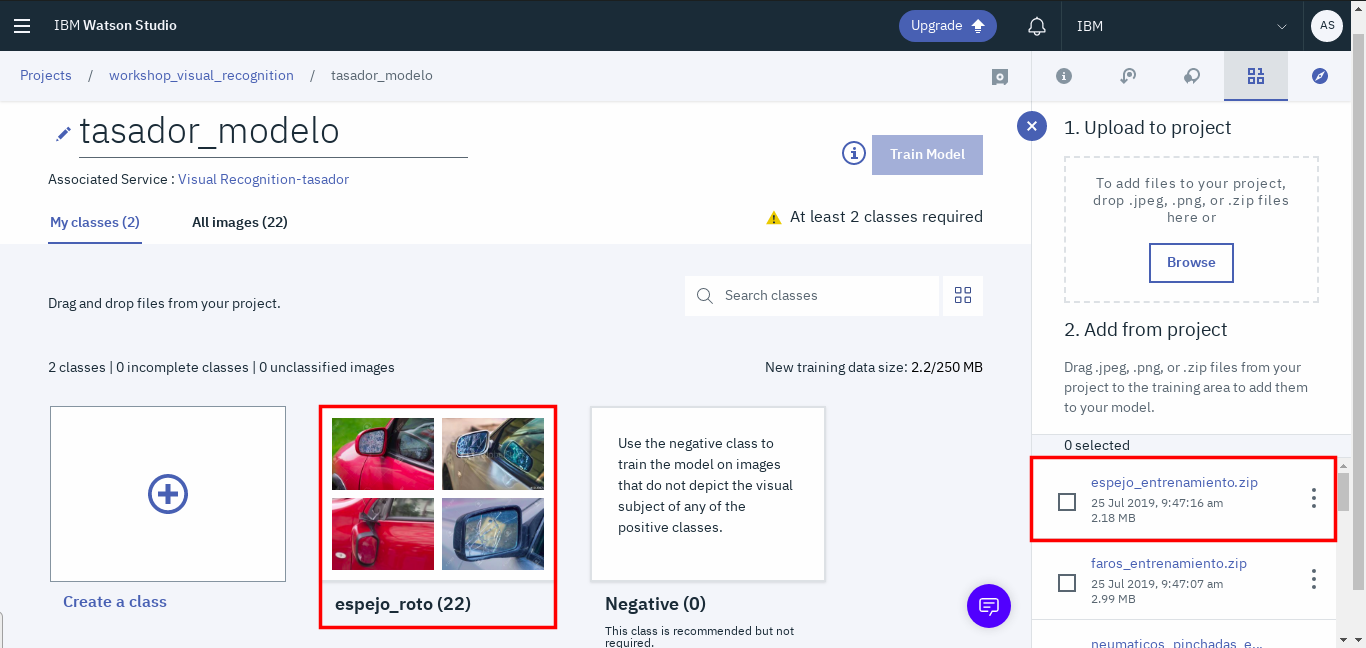 IBM Watson Studio
Upgrade
IBM
AS
Projects / workshop_visual_recognition / tasador_modelo
tasador_modelo
Train Model
Associated Service : Visual Recognition-tasador
My classes (2)
All images (22)
At least 2 classes required
Drag and drop files from your project.
Search classes
2 classes | 0 incomplete classes | 0 unclassified images
New training data size: 2.2/250 MB
Create a class
espejo_roto (22)
Use the negative class to
train the model on images
that do not depict the visual
subject of any of the
positive classes.
Negative (0)
This class is recommended but not
required.
1. Upload to project
To add files to your project,
drop .jpeg, .png, or .zip files
here or
Browse
2. Add from project
Drag .jpeg, .png, or .zip files from your
project to the training area to add them
to your model.
0 selected
espejo_entrenamiento.zip
25 Jul 2019, 9:47:16 am
2.18 MB
faros_entrenamiento.zip
25 Jul 2019, 9:47:07 am
2.99 MB
neumaticos_pinchadas_e...